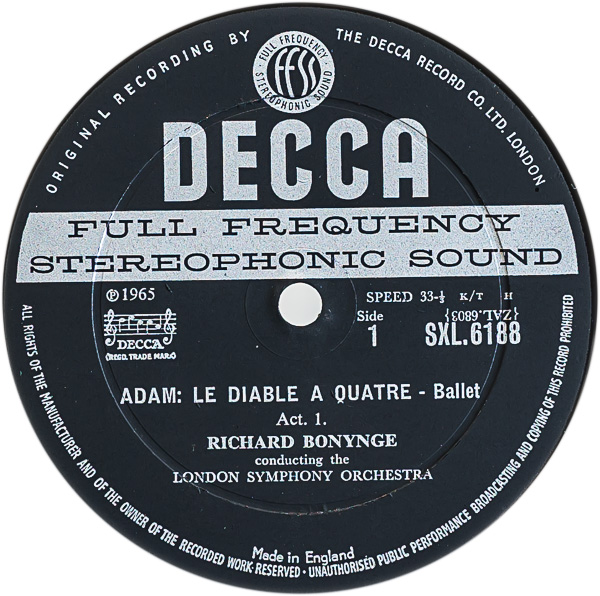 ORIGINAL RECORDING BY
THE DECCA RECORD CO. LTD. LONDON
FULL FREQUENCY
ffss
STEREOPHONIC SOUND
DECCA
FULL FREQUENCY
STEREOPHONIC SOUND
℗1965
SPEED 33-⅓ K/T H
Side
{ZAL.6803}
1
SXL.6188
DECCA
(REGD. TRADE MARK)
ADAM: LE DIABLE A QUATRE - Ballet
Act. 1.
RICHARD BONYNGE
conducting the
LONDON SYMPHONY ORCHESTRA
Made in England
ALL RIGHTS OF THE MANUFACTURER AND OF THE OWNER OF THE RECORDED WORK RESERVED · UNAUTHORISED PUBLIC PERFORMANCE BROADCASTING AND COPYING OF THIS RECORD PROHIBITED